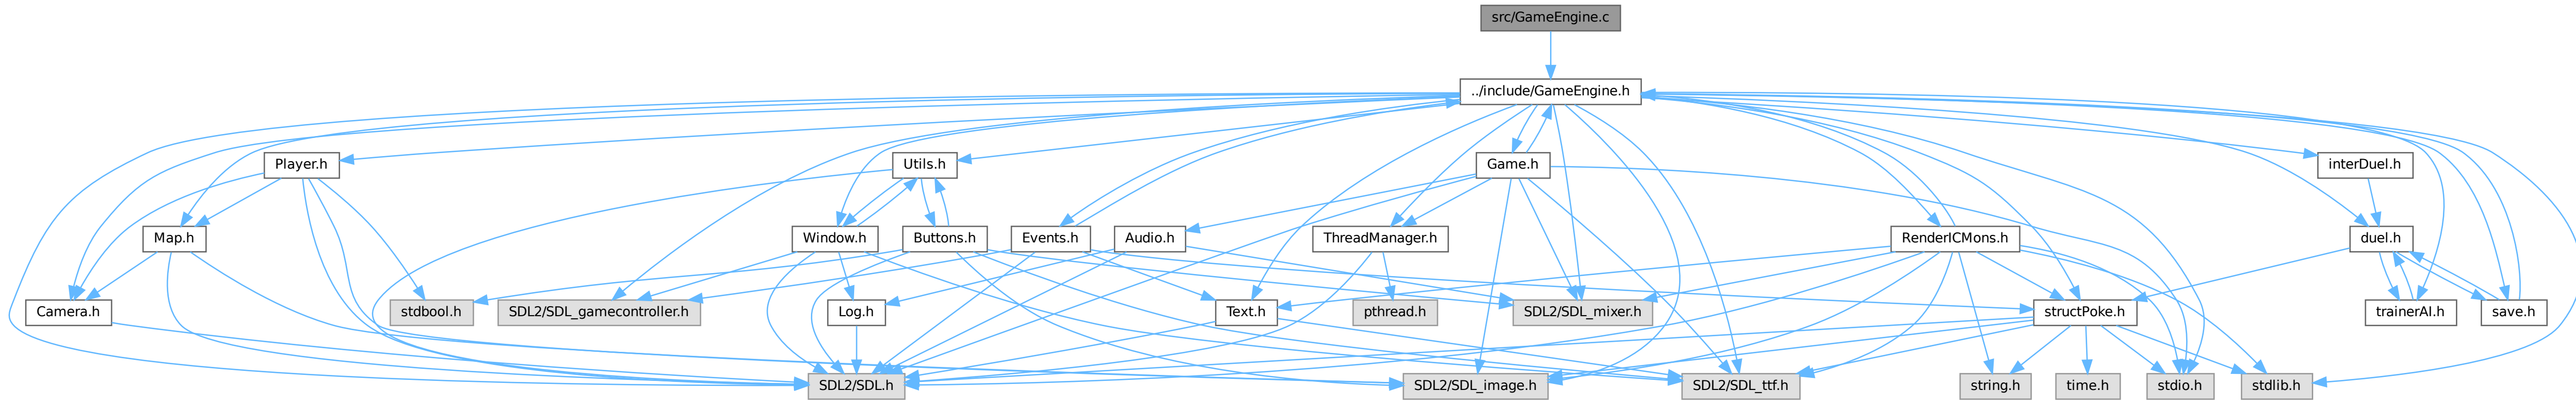 src/GameEngine.c
../include/GameEngine.h
Player.h
Utils.h
Game.h
interDuel.h
Map.h
Window.h
Buttons.h
Events.h
Audio.h
ThreadManager.h
RenderICMons.h
duel.h
Camera.h
stdbool.h
SDL2/SDL_gamecontroller.h
Log.h
Text.h
pthread.h
SDL2/SDL_mixer.h
structPoke.h
trainerAI.h
save.h
SDL2/SDL.h
SDL2/SDL_image.h
SDL2/SDL_ttf.h
string.h
time.h
stdio.h
stdlib.h